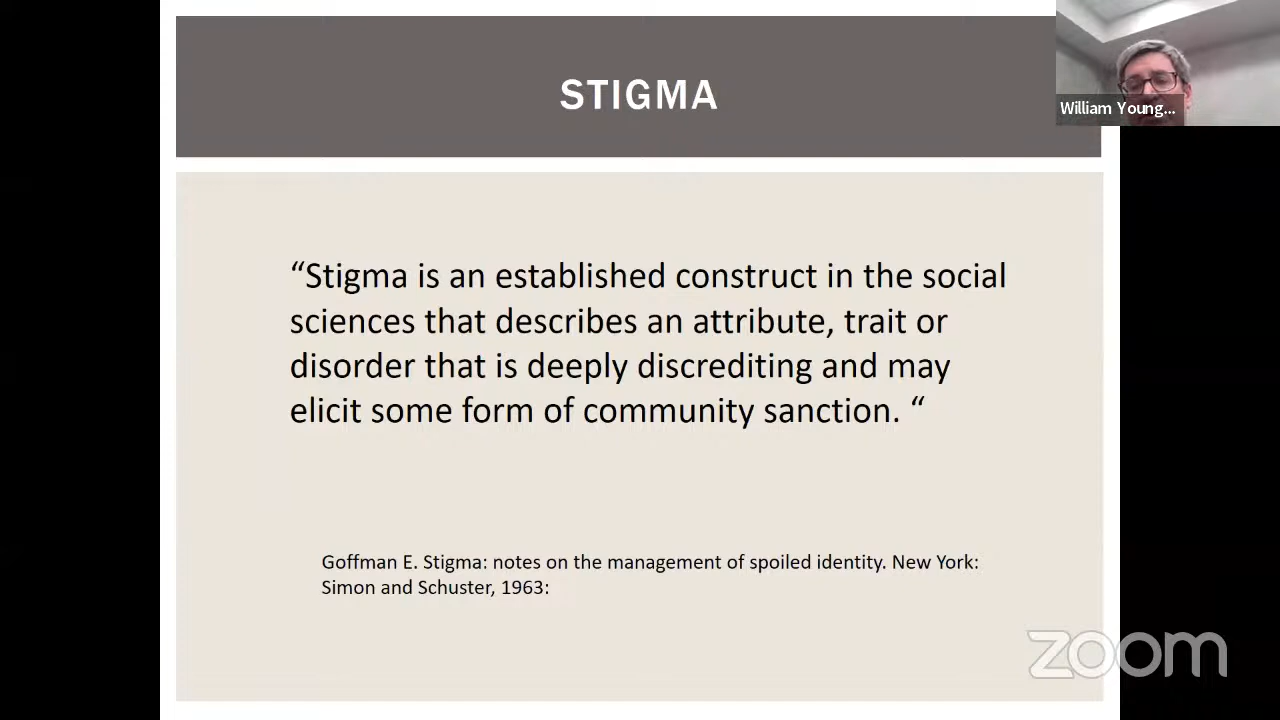 STIGMA
William Young...
“Stigma is an established construct in the social
sciences that describes an attribute, trait or
disorder that is deeply discrediting and may
elicit some form of community sanction. “
Goffman E. Stigma: notes on the management of spoiled identity. New York:
Simon and Schuster, 1963:
zoom